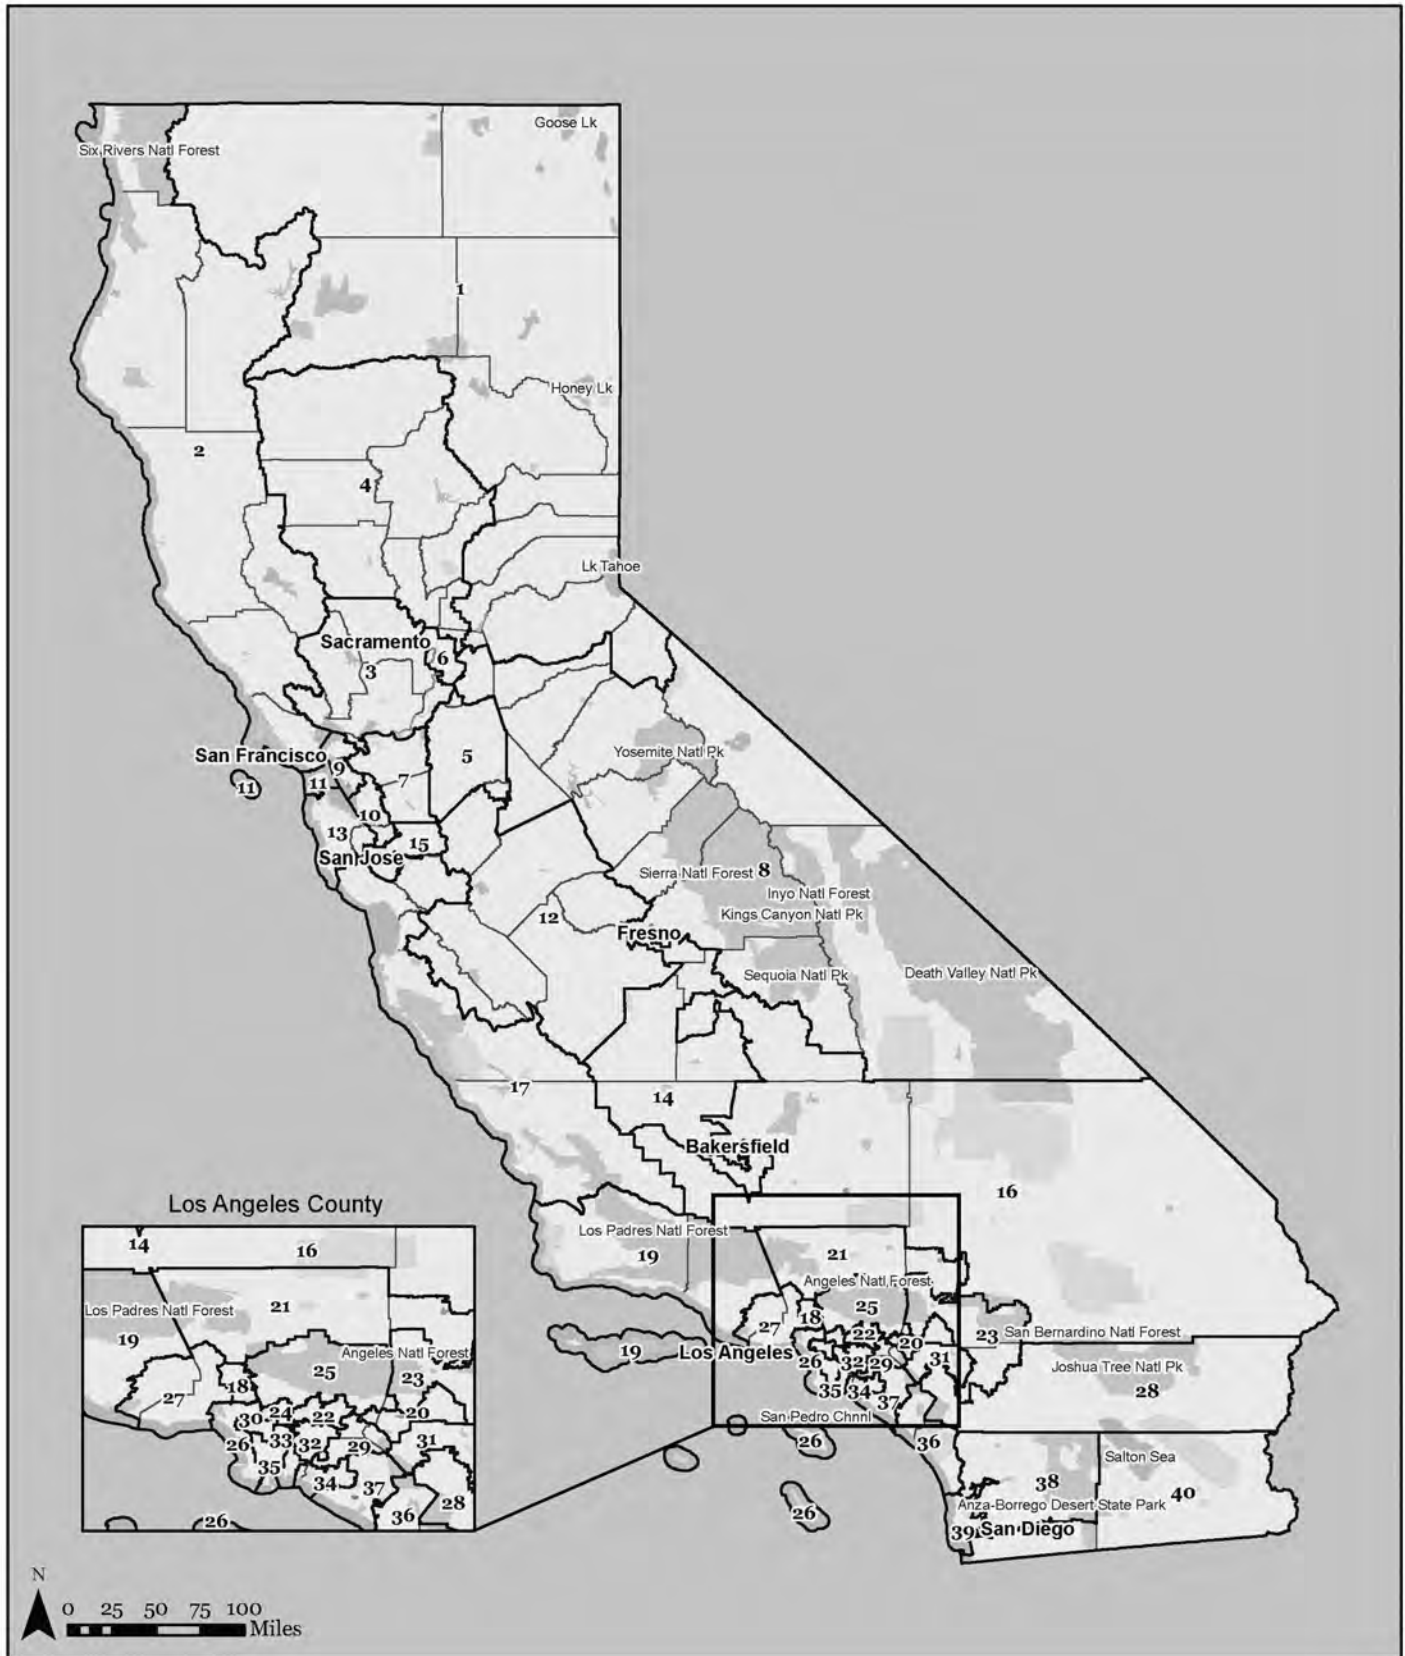 Goose Lk
Six Rivers Natl Forest
1
Honey Lk
2
4
Lk Tahoe
Sacramento
6
3
San Francisco
9
5
Yosemite Natl Pk
7
11
11
10
13
15
San Jose
8
Sierra Natl Forest
Inyo Natl Forest
12
Kings Canyon Natl Pk
Fresno
Sequoia Natl Pk
Death Valley Natl Pk
17
14
Bakersfield
16
Los Padres Natl Forest
19
21
Angeles Natl Forest
25
18
27
22
20
23
San Bernardino Natl Forest
19
Los Angeles
26
32
29
31
Joshua Tree Natl Pk
28
35
34
37
San Pedro Chnnl
26
36
Salton Sea
38
40
26
Anza-Borrego Desert State Park
39
San Diego
Los Angeles County
14
16
Los Padres Natl Forest
21
19
Angeles Natl Forest
25
23
18
27
30
24
22
20
26
33
32
29
31
35
34
37
28
26
36
N
0 25 50 75 100
Miles